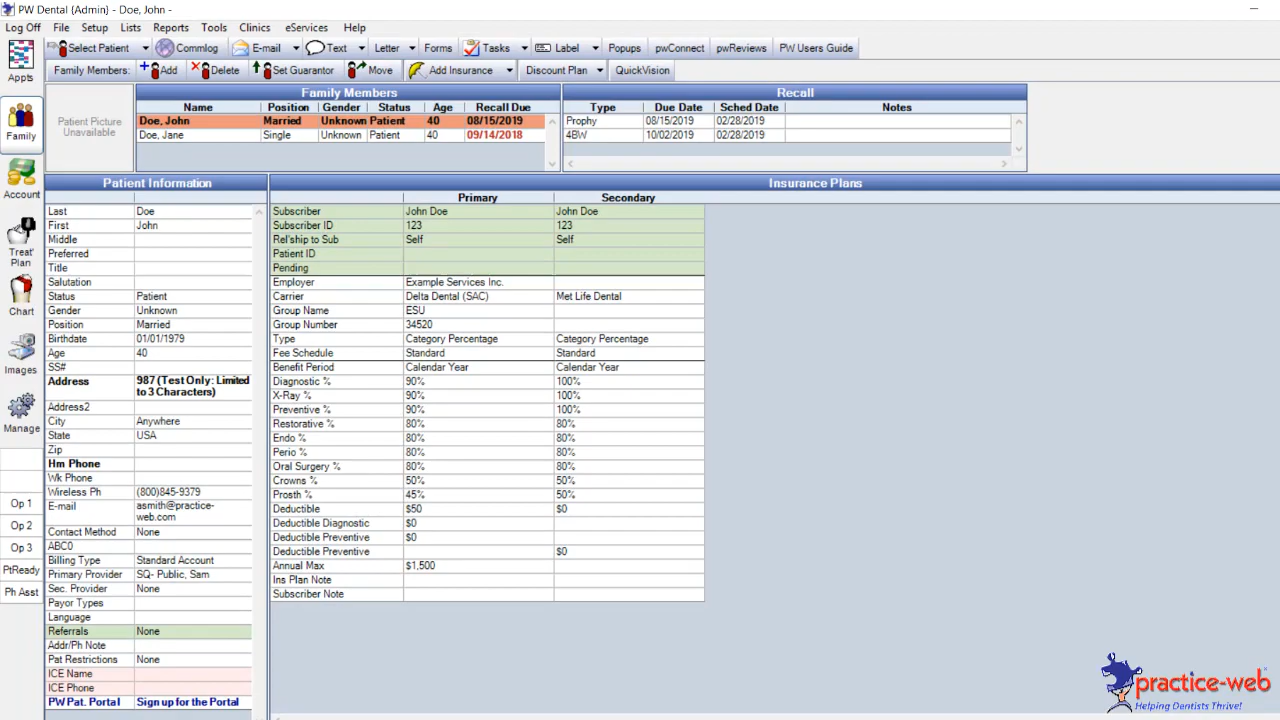 PW Dental {Admin} - Doe, John -
Log Off File Setup Lists Reports Tools Clinics eServices Help
Select Patient Commlog E-mail Text Letter Forms Tasks Label Popups pwConnect pwReviews PW Users Guide
Family Members: Add Delete Set Guarantor Move Add Insurance Discount Plan QuickVision
Appts
Family
Account
Treat'
Plan
Chart
Images
Manage
Op 1
Op 2
Op 3
PtReady
Ph Asst
Patient Picture
Unavailable
Family Members
Name Position Gender Status Age Recall Due
Doe, John Married Unknown Patient 40 08/15/2019
Doe, Jane Single Unknown Patient 40 09/14/2018
Recall
Type Due Date Sched Date Notes
Prophy 08/15/2019 02/28/2019
4BW 10/02/2019 02/28/2019
Patient Information
Last Doe
First John
Middle
Preferred
Title
Salutation
Status Patient
Gender Unknown
Position Married
Birthdate 01/01/1979
Age 40
SS#
Address 987 (Test Only: Limited
to 3 Characters)
Address2
City Anywhere
State USA
Zip
Hm Phone
Wk Phone
Wireless Ph (800)845-9379
E-mail asmith@practice-
web.com
Contact Method None
ABC0
Billing Type Standard Account
Primary Provider SQ- Public, Sam
Sec. Provider None
Payor Types
Language
Referrals None
Addr/Ph Note
Pat Restrictions None
ICE Name
ICE Phone
PW Pat. Portal Sign up for the Portal
Insurance Plans
Primary Secondary
Subscriber John Doe John Doe
Subscriber ID 123 123
Rel'ship to Sub Self Self
Patient ID
Pending
Employer Example Services Inc.
Carrier Delta Dental (SAC) Met Life Dental
Group Name ESU
Group Number 34520
Type Category Percentage Category Percentage
Fee Schedule Standard Standard
Benefit Period Calendar Year Calendar Year
Diagnostic % 90% 100%
X-Ray % 90% 100%
Preventive % 90% 100%
Restorative % 80% 80%
Endo % 80% 80%
Perio % 80% 80%
Oral Surgery % 80% 80%
Crowns % 50% 50%
Prosth % 45% 50%
Deductible $50 $0
Deductible Diagnostic $0
Deductible Preventive $0
Deductible Preventive $0
Annual Max $1,500
Ins Plan Note
Subscriber Note
practice-web
Helping Dentists Thrive!